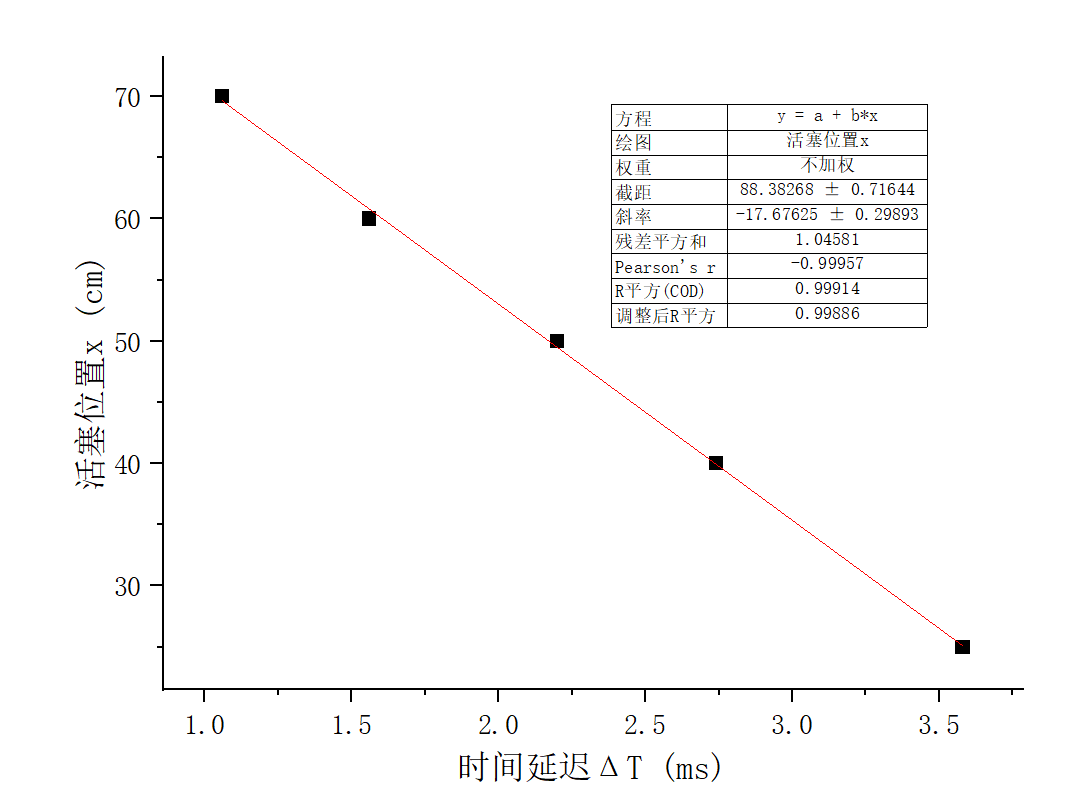 70
60
50
40
30
活塞位置x (cm)
1.0 1.5 2.0 2.5 3.0 3.5
时间延迟ΔT (ms)
方程 y = a + b*x
绘图 活塞位置x
权重 不加权
截距 88.38268 ± 0.71644
斜率 -17.67625 ± 0.29893
残差平方和 1.04581
Pearson's r -0.99957
R平方(COD) 0.99914
调整后R平方 0.99886